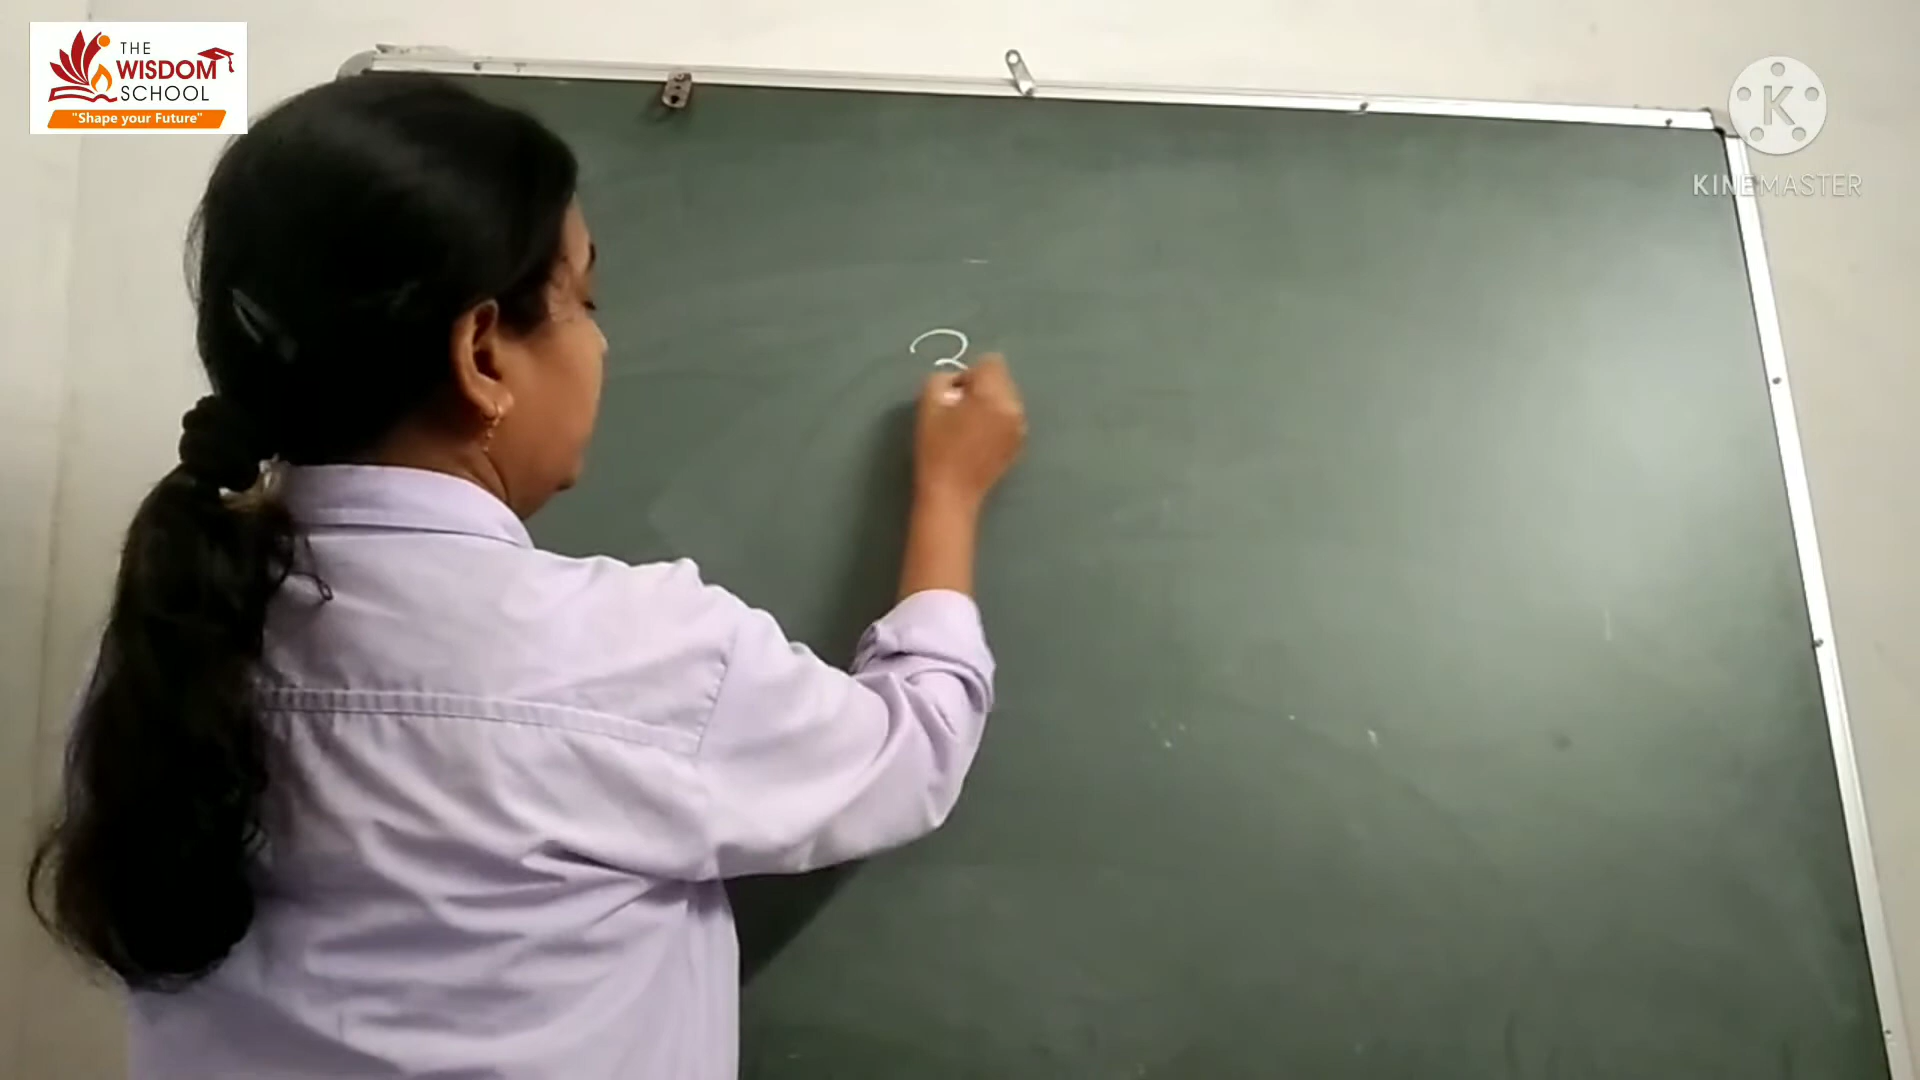 THE
WISDOM
SCHOOL
"Shape your Future"
K
KINEMASTER